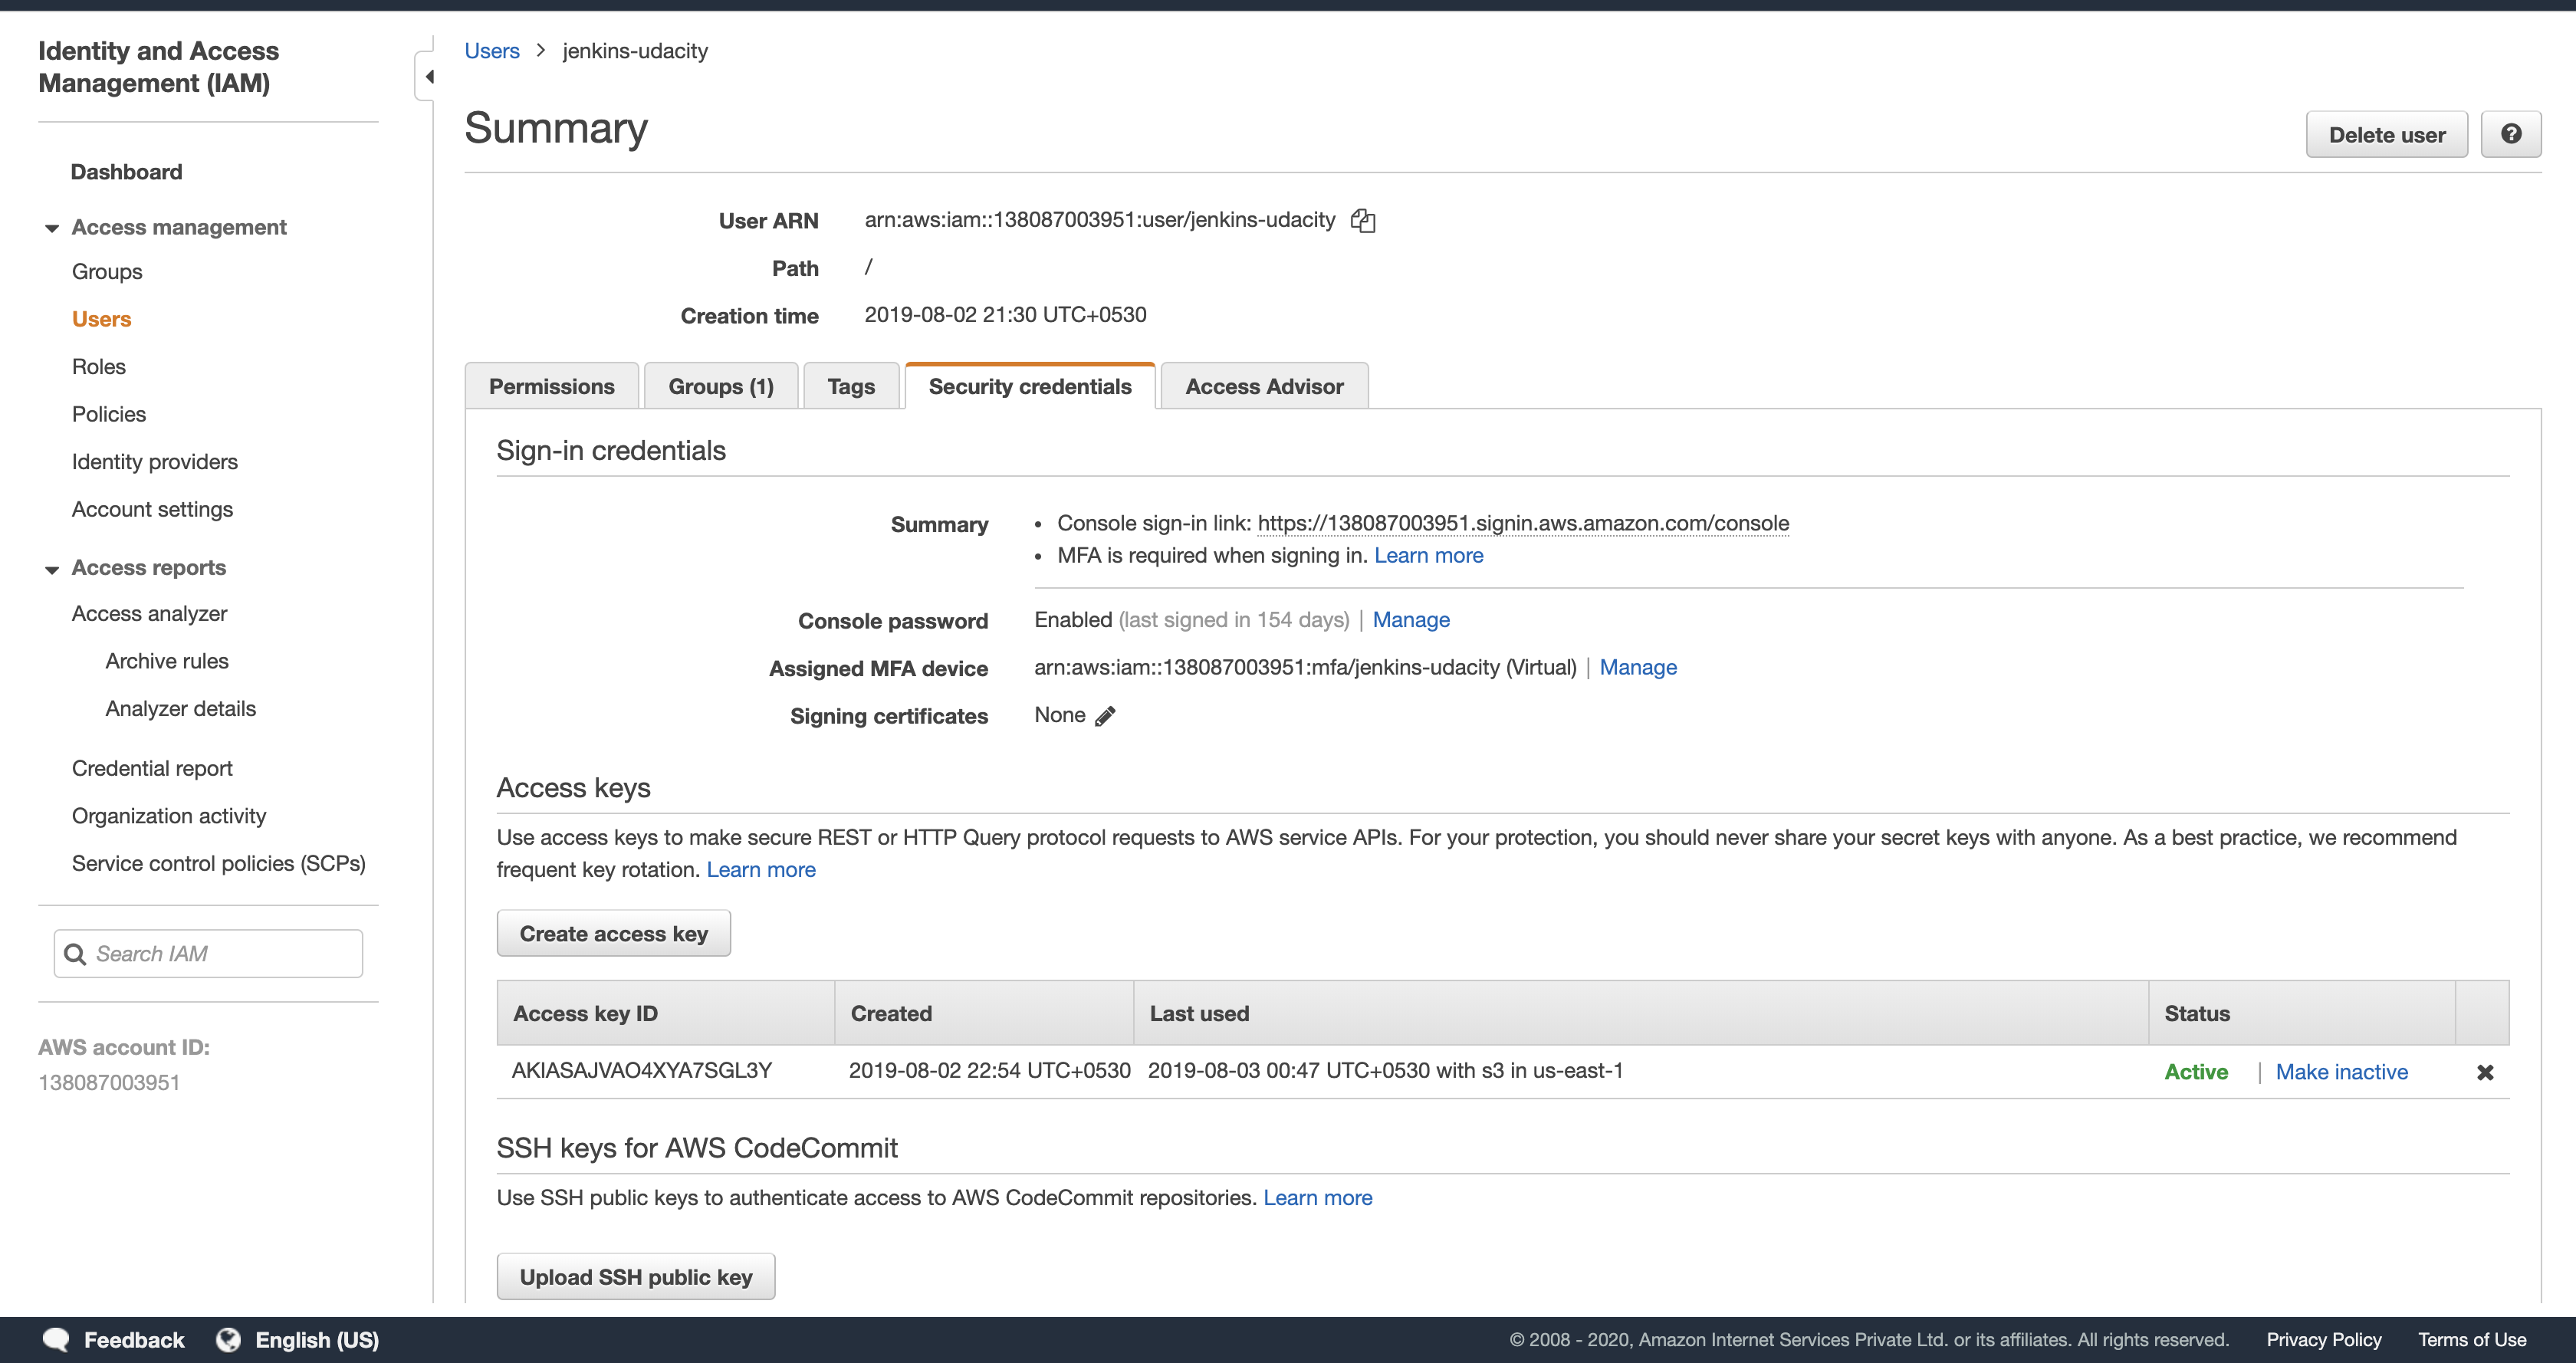 Identity and Access
Management (IAM)
Dashboard
Access management
Groups
Users
Roles
Policies
Identity providers
Account settings
Access reports
Access analyzer
Archive rules
Analyzer details
Credential report
Organization activity
Service control policies (SCPs)
Search IAM
AWS account ID:
138087003951
Users > jenkins-udacity
Summary
Delete user
User ARN arn:aws:iam::138087003951:user/jenkins-udacity
Path /
Creation time 2019-08-02 21:30 UTC+0530
Permissions Groups (1) Tags Security credentials Access Advisor
Sign-in credentials
Summary • Console sign-in link: https://138087003951.signin.aws.amazon.com/console
• MFA is required when signing in. Learn more
Console password Enabled (last signed in 154 days) | Manage
Assigned MFA device arn:aws:iam::138087003951:mfa/jenkins-udacity (Virtual) | Manage
Signing certificates None
Access keys
Use access keys to make secure REST or HTTP Query protocol requests to AWS service APIs. For your protection, you should never share your secret keys with anyone. As a best practice, we recommend
frequent key rotation. Learn more
Create access key
Access key ID Created Last used Status
AKIASAJVAO4XYA7SGL3Y 2019-08-02 22:54 UTC+0530 2019-08-03 00:47 UTC+0530 with s3 in us-east-1 Active | Make inactive
SSH keys for AWS CodeCommit
Use SSH public keys to authenticate access to AWS CodeCommit repositories. Learn more
Upload SSH public key
Feedback English (US) © 2008 - 2020, Amazon Internet Services Private Ltd. or its affiliates. All rights reserved. Privacy Policy Terms of Use